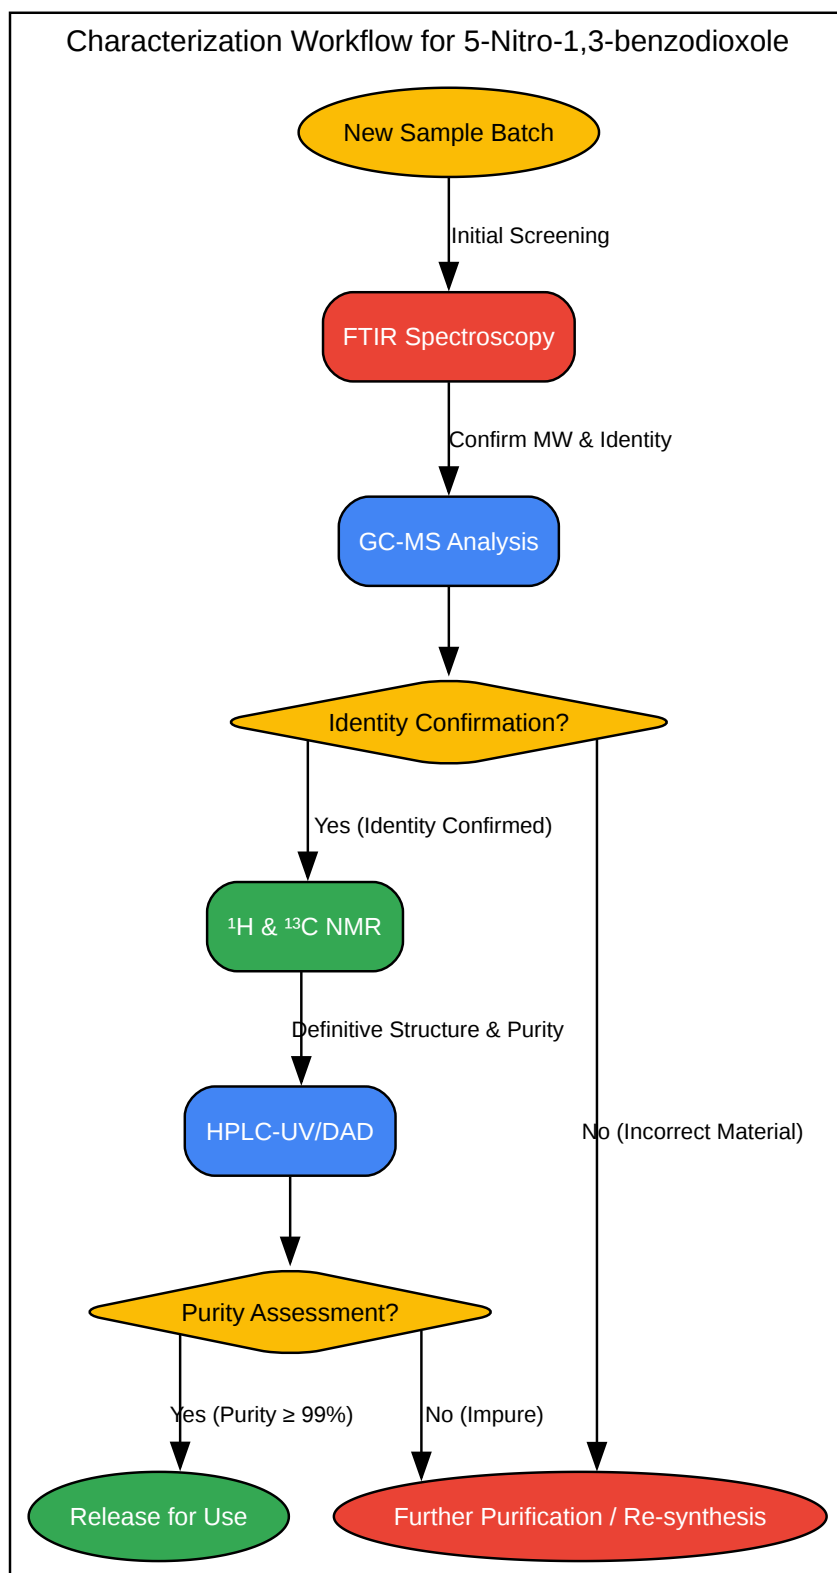 Characterization Workflow for 5-Nitro-1,3-benzodioxole
New Sample Batch
Initial Screening
FTIR Spectroscopy
Confirm MW & Identity
GC-MS Analysis
Identity Confirmation?
Yes (Identity Confirmed)
¹H & ¹³C NMR
Definitive Structure & Purity
HPLC-UV/DAD
No (Incorrect Material)
Purity Assessment?
Yes (Purity ≥ 99%)
No (Impure)
Release for Use
Further Purification / Re-synthesis